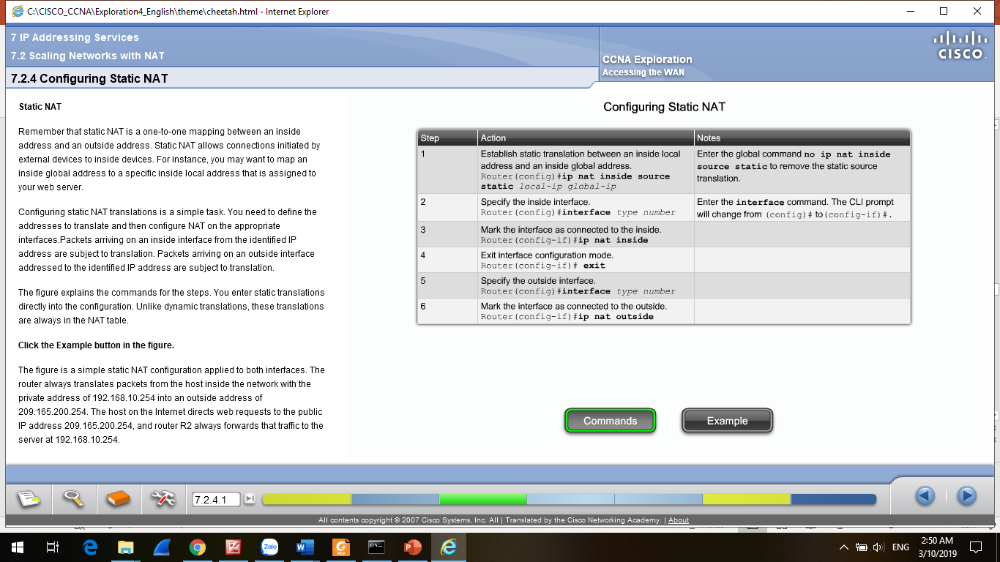 C:\CISCO_CCNA\Exploration4_English\theme\cheetah.html - Internet Explorer
7 IP Addressing Services
7.2 Scaling Networks with NAT
7.2.4 Configuring Static NAT
CCNA Exploration
Accessing the WAN
CISCO
Static NAT
Remember that static NAT is a one-to-one mapping between an inside
address and an outside address. Static NAT allows connections initiated by
external devices to inside devices. For instance, you may want to map an
inside global address to a specific inside local address that is assigned to
your web server.
Configuring static NAT translations is a simple task. You need to define the
addresses to translate and then configure NAT on the appropriate
interfaces.Packets arriving on an inside interface from the identified IP
address are subject to translation. Packets arriving on an outside interface
addressed to the identified IP address are subject to translation.
The figure explains the commands for the steps. You enter static translations
directly into the configuration. Unlike dynamic translations, these translations
are always in the NAT table.
Click the Example button in the figure.
The figure is a simple static NAT configuration applied to both interfaces. The
router always translates packets from the host inside the network with the
private address of 192.168.10.254 into an outside address of
209.165.200.254. The host on the Internet directs web requests to the public
IP address 209.165.200.254, and router R2 always forwards that traffic to the
server at 192.168.10.254.
Configuring Static NAT
Step Action Notes
1 Establish static translation between an inside local Enter the global command no ip nat inside
address and an inside global address. source static to remove the static source
Router(config)#ip nat inside source translation.
static local-ip global-ip
2 Specify the inside interface. Enter the interface command. The CLI prompt
Router(config)#interface type number will change from (config)# to (config-if)#.
3 Mark the interface as connected to the inside.
Router(config-if)#ip nat inside
4 Exit interface configuration mode.
Router(config-if)# exit
5 Specify the outside interface.
Router(config)#interface type number
6 Mark the interface as connected to the outside.
Router(config-if)#ip nat outside
Commands Example
7.2.4.1
All contents copyright © 2007 Cisco Systems, Inc. All | Translated by the Cisco Networking Academy. | About
Zalo
PDF
ENG
2:50 AM
3/10/2019